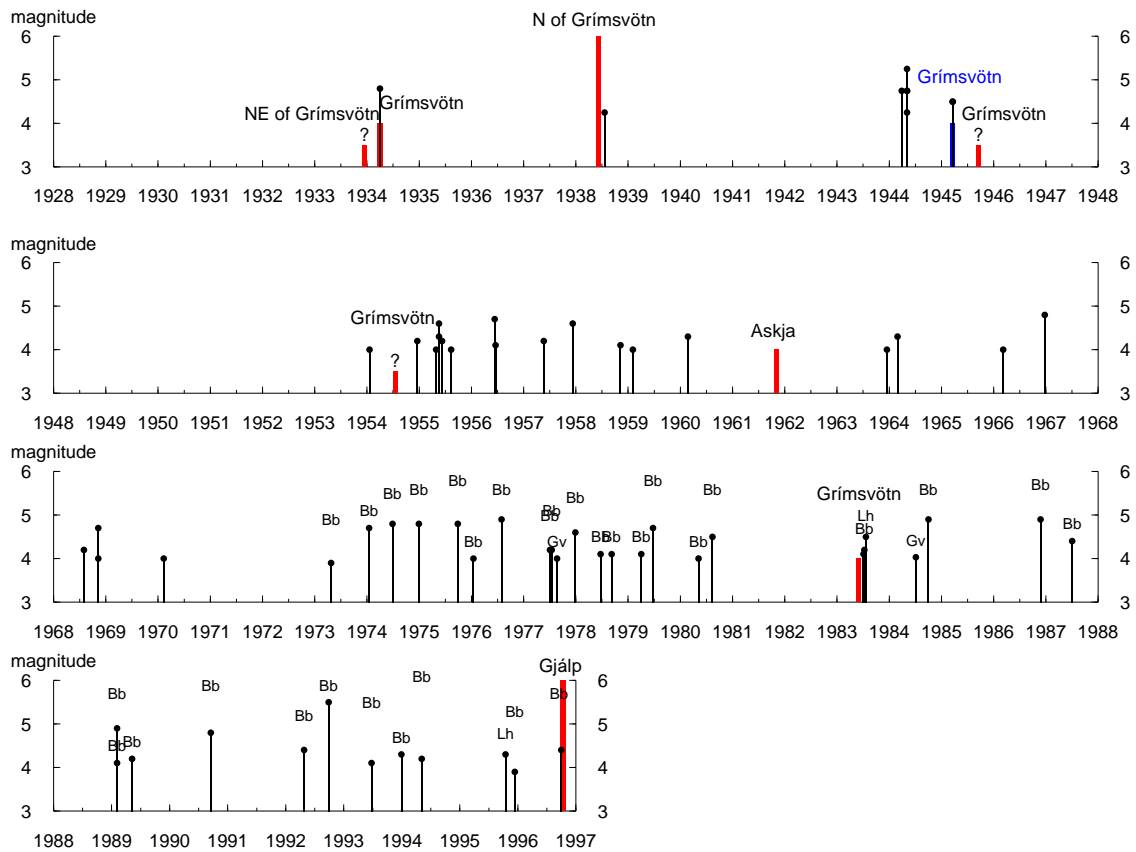 magnitude
N of Grímsvötn
6 6
5 Grímsvötn 5
NE of Grímsvötn Grímsvötn Grímsvötn
4 ? ? 4
3 3
1928 1929 1930 1931 1932 1933 1934 1935 1936 1937 1938 1939 1940 1941 1942 1943 1944 1945 1946 1947 1948
magnitude
6 6
5 5
Grímsvötn Askja
4 ? 4
3 3
1948 1949 1950 1951 1952 1953 1954 1955 1956 1957 1958 1959 1960 1961 1962 1963 1964 1965 1966 1967 1968
magnitude
6 6
Bb Bb Bb Bb Bb Bb Bb Bb Grímsvötn Bb Bb
5 Bb Bb Bb Bb Lh Bb 5
Bb Gv Bb Bb Bb Bb Bb Gv
4 4
3 3
1968 1969 1970 1971 1972 1973 1974 1975 1976 1977 1978 1979 1980 1981 1982 1983 1984 1985 1986 1987 1988
magnitude
Gjálp
6 Bb Bb Bb Bb Bb Bb 6
Bb Bb Bb
5 Bb Bb Bb Lh 5
4 4
3 3
1988 1989 1990 1991 1992 1993 1994 1995 1996 1997